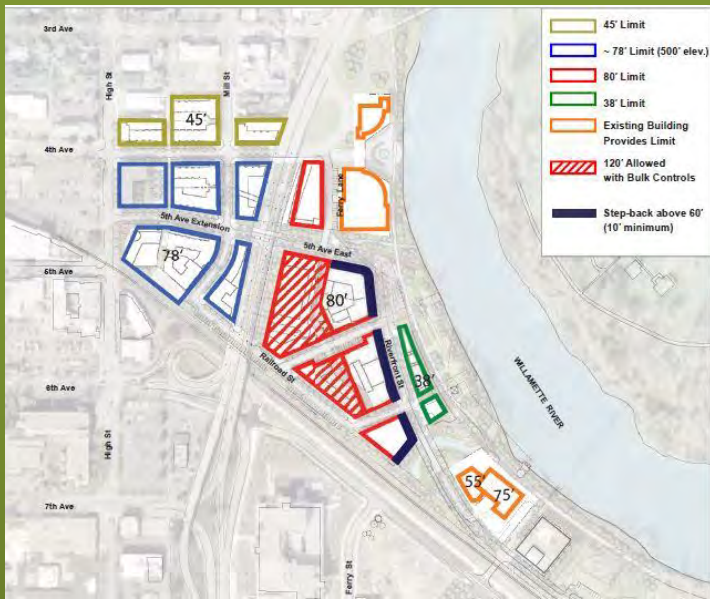 3rd Ave
High St
Mill St
45'
4th Ave
Ferry Lane
5th Ave Extension
5th Ave East
78'
5th Ave
80'
Railroad St
Riverfront St
38'
6th Ave
High St
WILLAMETTE RIVER
55'
75'
7th Ave
Ferry St
45' Limit
~ 78' Limit (500' elev.)
80' Limit
38' Limit
Existing Building
Provides Limit
120' Allowed
with Bulk Controls
Step-back above 60'
(10' minimum)